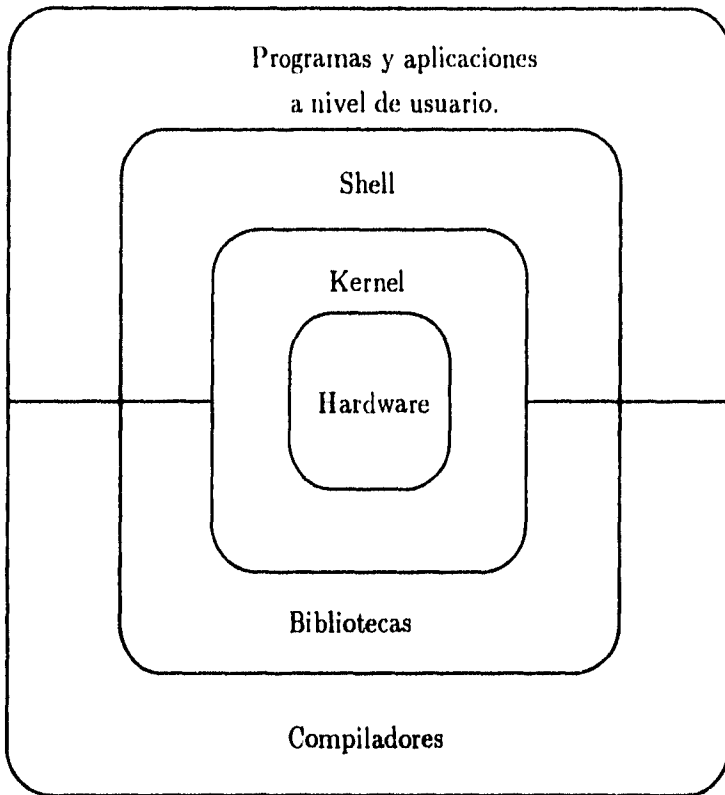 Programas y aplicaciones
a nivel de usuario.
Shell
Kernel
Hardware
Bibliotecas
Compiladores